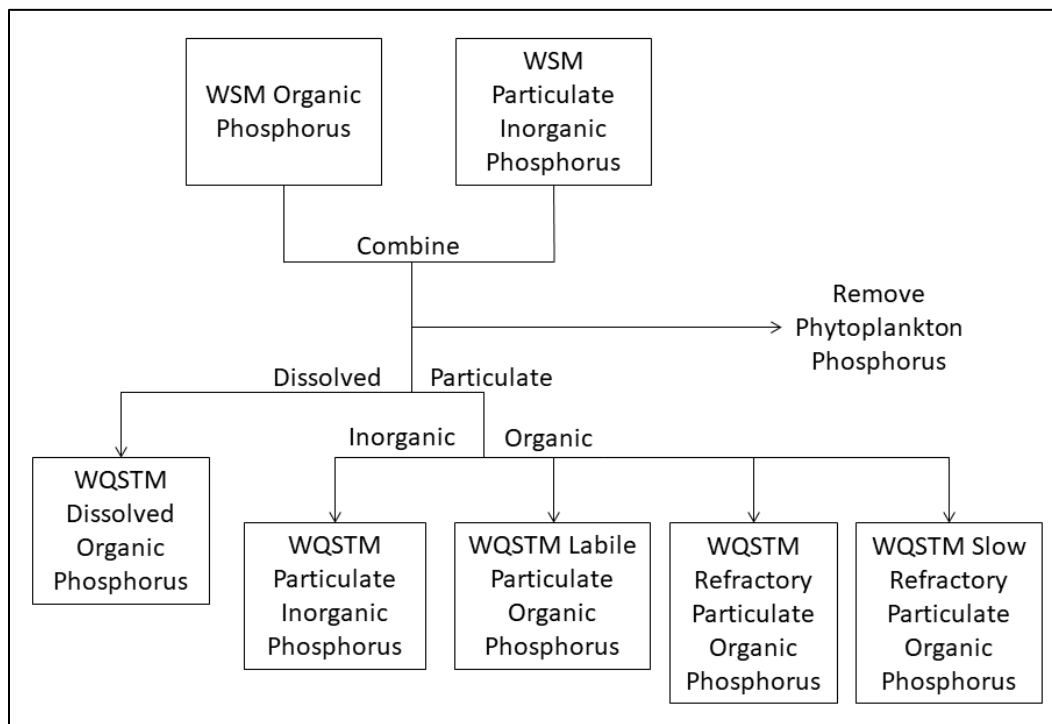 WSM Organic
Phosphorus
WSM
Particulate
Inorganic
Phosphorus
Combine
Remove
Phytoplankton
Phosphorus
Dissolved
Particulate
Inorganic
Organic
WQSTM
Dissolved
Organic
Phosphorus
WQSTM
Particulate
Inorganic
Phosphorus
WQSTM Labile
Particulate
Organic
Phosphorus
WQSTM
Refractory
Particulate
Organic
Phosphorus
WQSTM Slow
Refractory
Particulate
Organic
Phosphorus